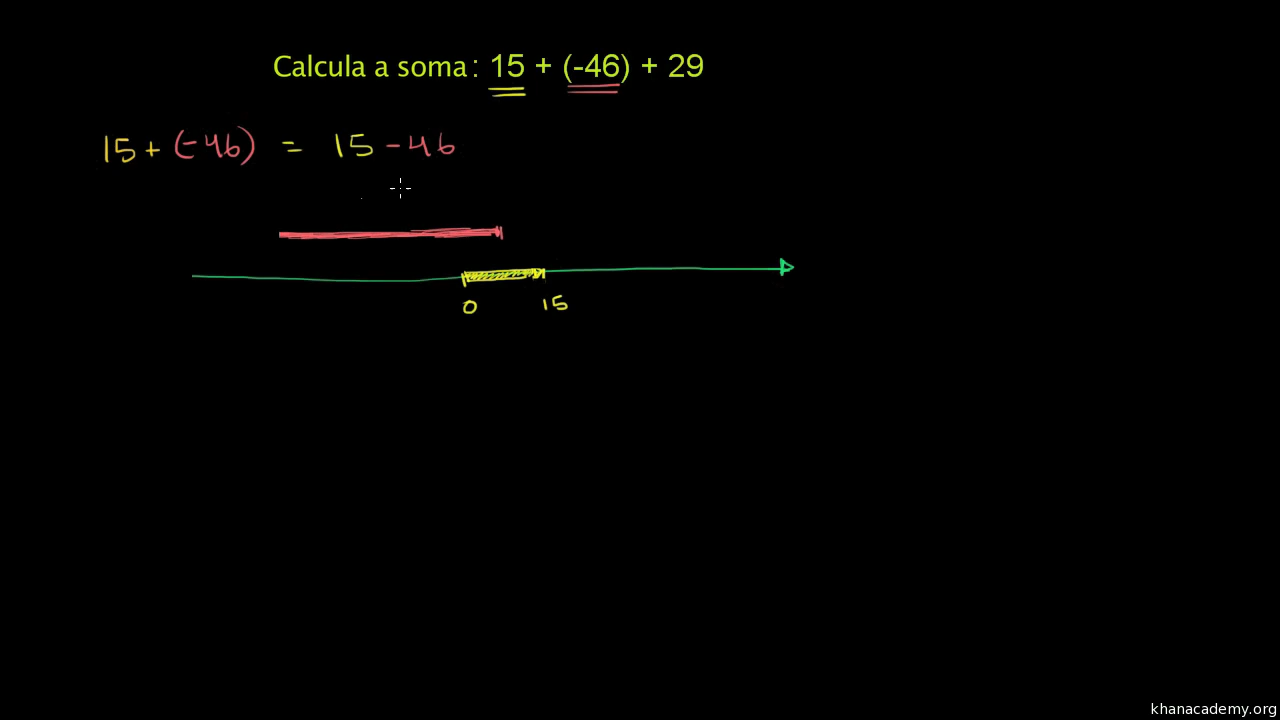 Calcula a soma: 15 + (-46) + 29
15 + (-46) = 15 - 46
0 15
khanacademy.org